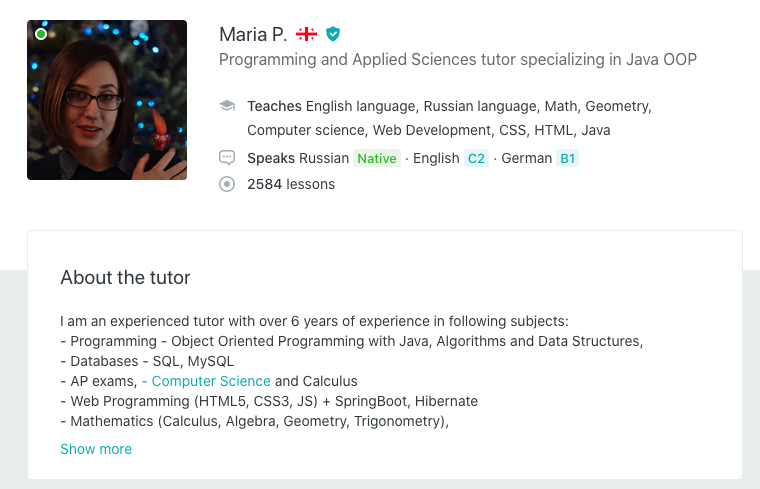 Maria P.
Programming and Applied Sciences tutor specializing in Java OOP
Teaches English language, Russian language, Math, Geometry,
Computer science, Web Development, CSS, HTML, Java
Speaks Russian Native · English C2 · German B1
2584 lessons
About the tutor
I am an experienced tutor with over 6 years of experience in following subjects:
- Programming - Object Oriented Programming with Java, Algorithms and Data Structures,
- Databases - SQL, MySQL
- AP exams, - Computer Science and Calculus
- Web Programming (HTML5, CSS3, JS) + SpringBoot, Hibernate
- Mathematics (Calculus, Algebra, Geometry, Trigonometry),
Show more